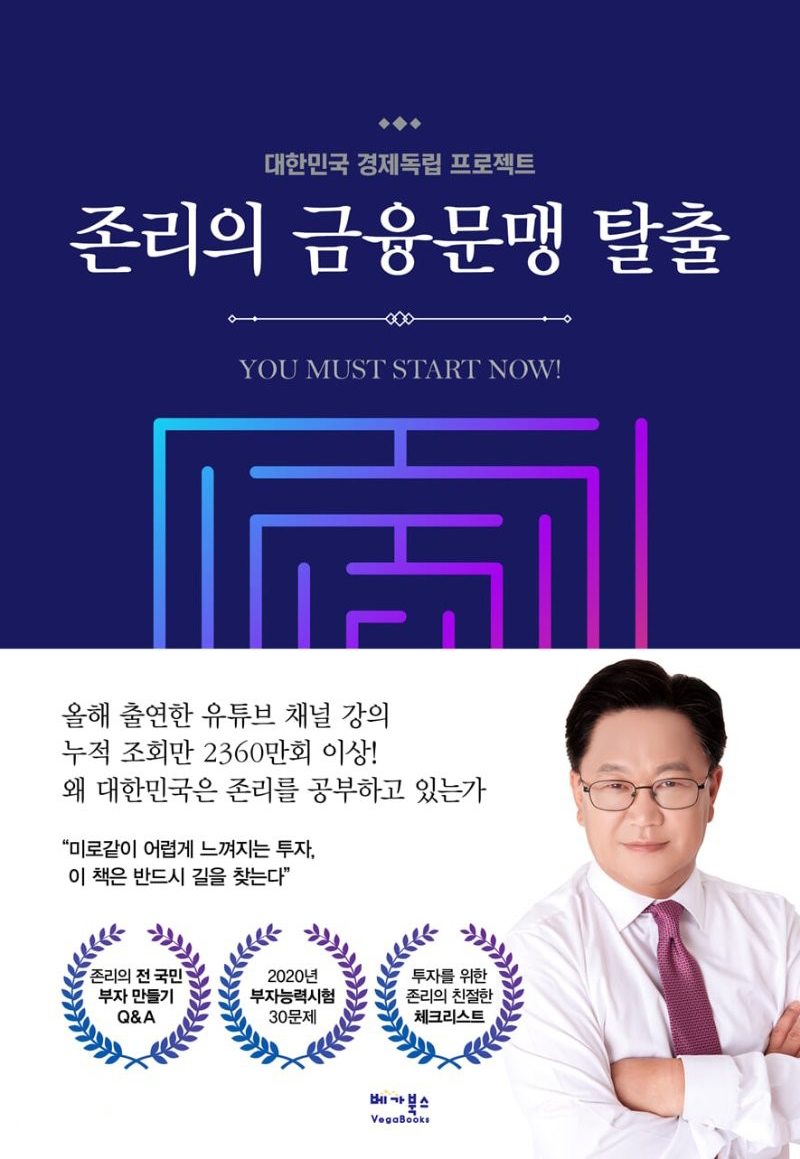 대한민국 경제독립 프로젝트
존리의 금융문맹 탈출
YOU MUST START NOW!
올해 출연한 유튜브 채널 강의
누적 조회만 2360만회 이상!
왜 대한민국은 존리를 공부하고 있는가
“미로같이 어렵게 느껴지는 투자,
이 책은 반드시 길을 찾는다”
존리의 전 국민
부자 만들기
Q&A
2020년
부자능력시험
30문제
투자를 위한
존리의 친절한
체크리스트
베가북스
VegaBooks